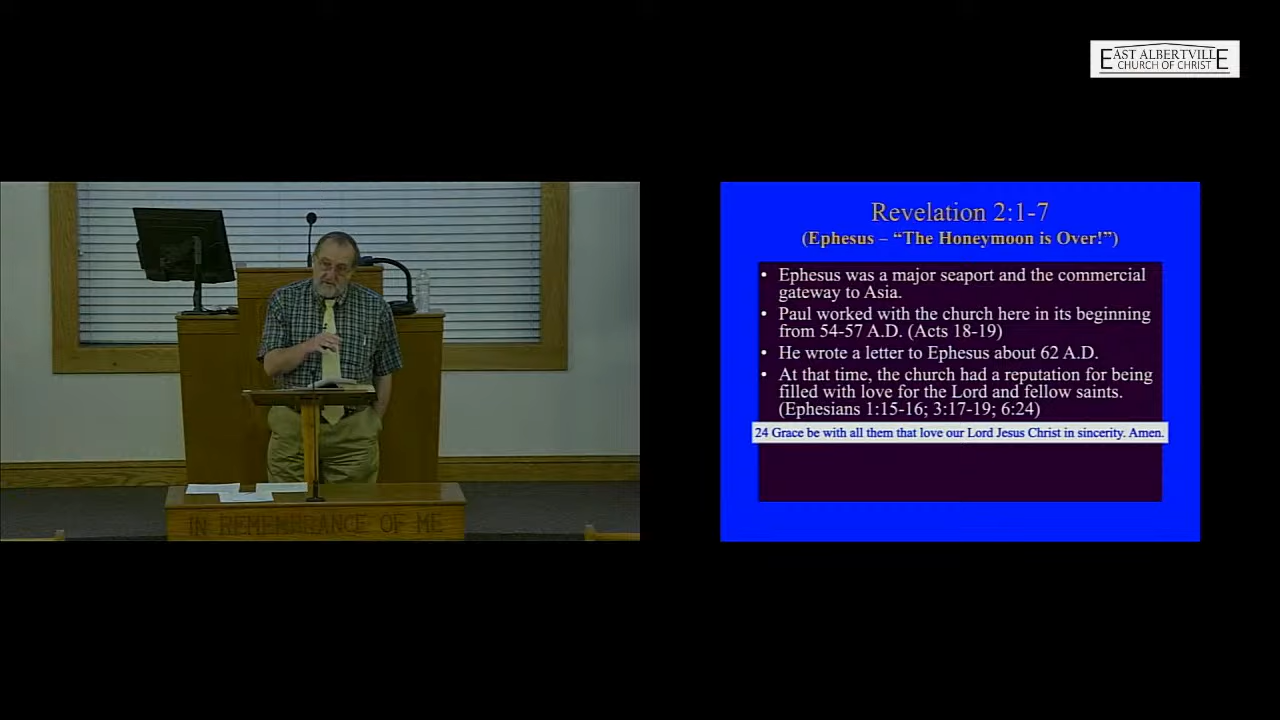 EAST ALBERTVILLE
CHURCH OF CHRIST
Revelation 2:1-7
(Ephesus – “The Honeymoon is Over!”)
• Ephesus was a major seaport and the commercial
gateway to Asia.
• Paul worked with the church here in its beginning
from 54-57 A.D. (Acts 18-19)
• He wrote a letter to Ephesus about 62 A.D.
• At that time, the church had a reputation for being
filled with love for the Lord and fellow saints.
(Ephesians 1:15-16; 3:17-19; 6:24)
24 Grace be with all them that love our Lord Jesus Christ in sincerity. Amen.
IN REMEMBRANCE OF ME